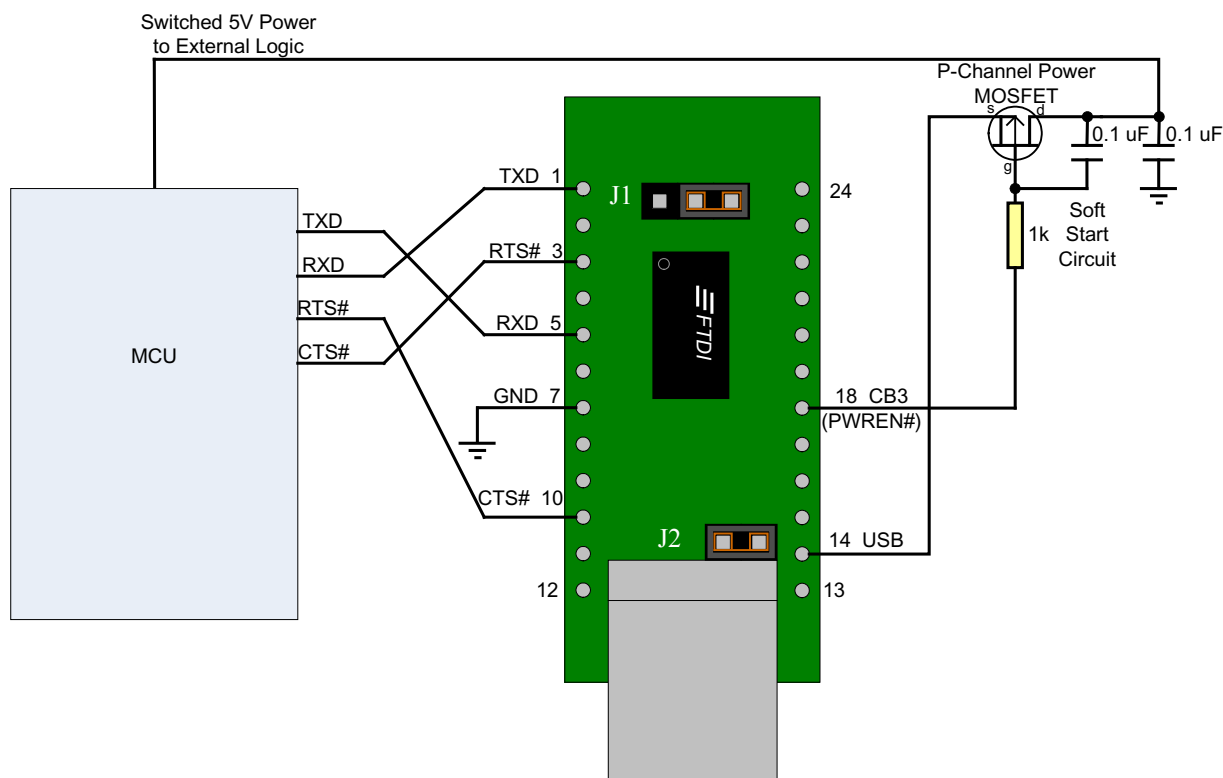 Switched 5V Power
to External Logic
P-Channel Power
MOSFET
s
d
g
0.1 uF
0.1 uF
1k
Soft
Start
Circuit
MCU
TXD
RXD
RTS#
CTS#
TXD 1
RTS# 3
RXD 5
GND 7
CTS# 10
12
J1
FTDI
J2
24
18 CB3
(PWREN#)
14 USB
13